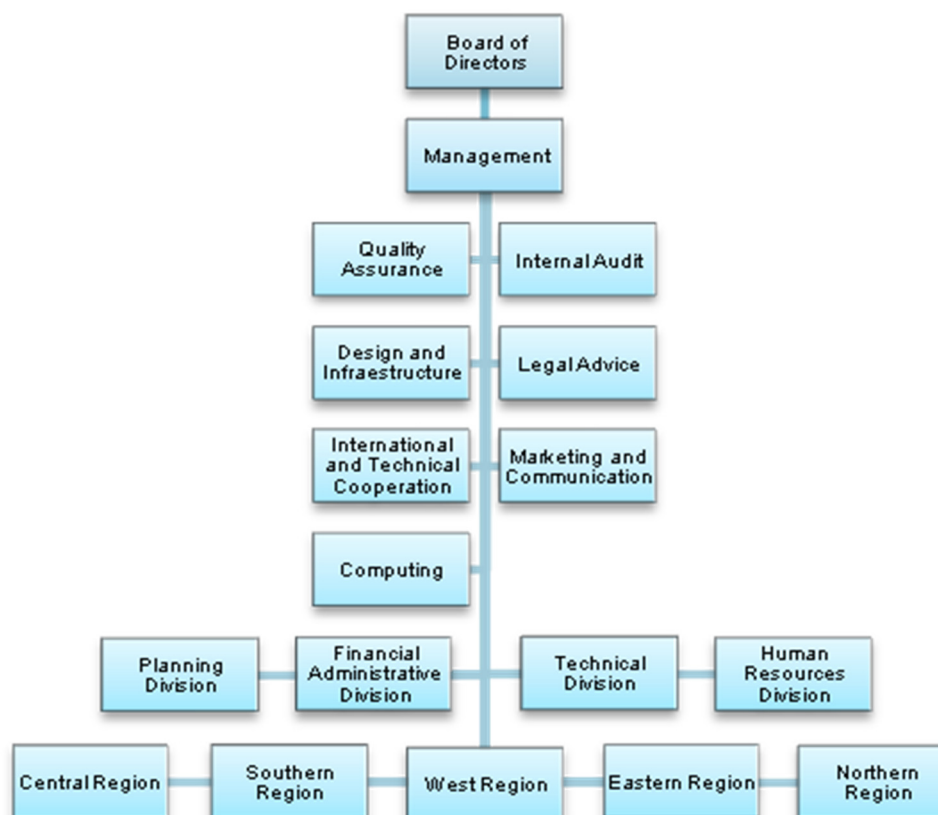 Board of
Directors
Management
Quality
Assurance
Internal Audit
Design and
Infraestructure
Legal Advice
International
and Technical
Cooperation
Marketing and
Communication
Computing
Planning
Division
Financial
Administrative
Division
Technical
Division
Human
Resources
Division
Central Region
Southern
Region
West Region
Eastern Region
Northern
Region